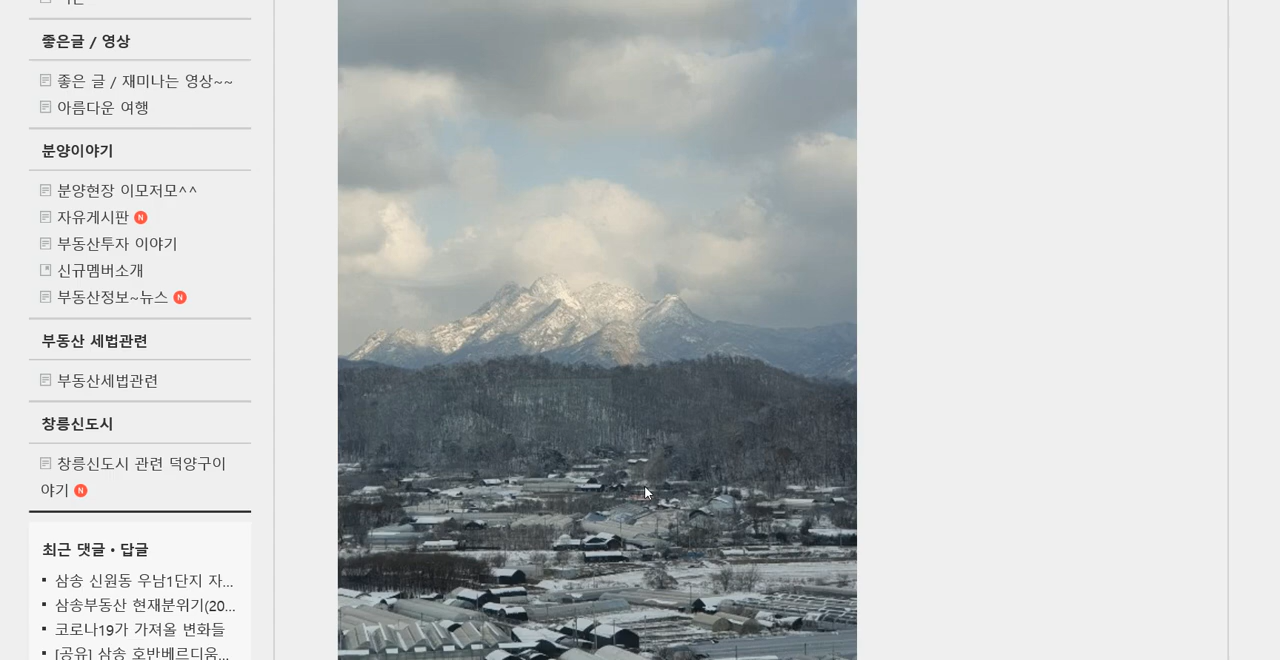 좋은글 / 영상
좋은 글 / 재미나는 영상~~
아름다운 여행
분양이야기
분양현장 이모저모^^
자유게시판 N
부동산투자 이야기
신규멤버소개
부동산정보~뉴스 N
부동산 세법관련
부동산세법관련
창릉신도시
창릉신도시 관련 덕양구이
야기 N
최근 댓글 • 답글
삼송 신원동 우남1단지 자...
삼송부동산 현재분위기(20...
코로나19가 가져올 변화들
[공유] 삼송 호반베르디움...